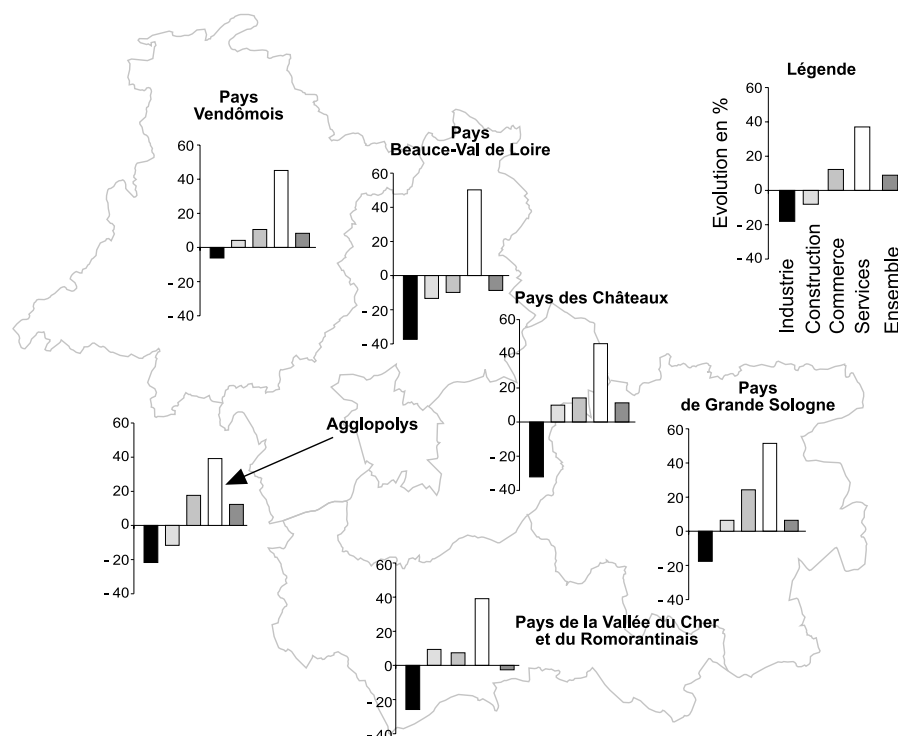 Légende
60
40
20
0
- 20
- 40
Evolution en %
Industrie
Construction
Commerce
Services
Ensemble
Pays
Vendômois
60
40
20
0
- 20
- 40
Pays
Beauce-Val de Loire
60
40
20
0
- 20
- 40
Pays des Châteaux
60
40
20
0
- 20
- 40
Pays
de Grande Sologne
60
40
20
0
- 20
- 40
Agglopolys
60
40
20
0
- 20
- 40
Pays de la Vallée du Cher
et du Romorantinais
60
40
20
0
- 20
- 40